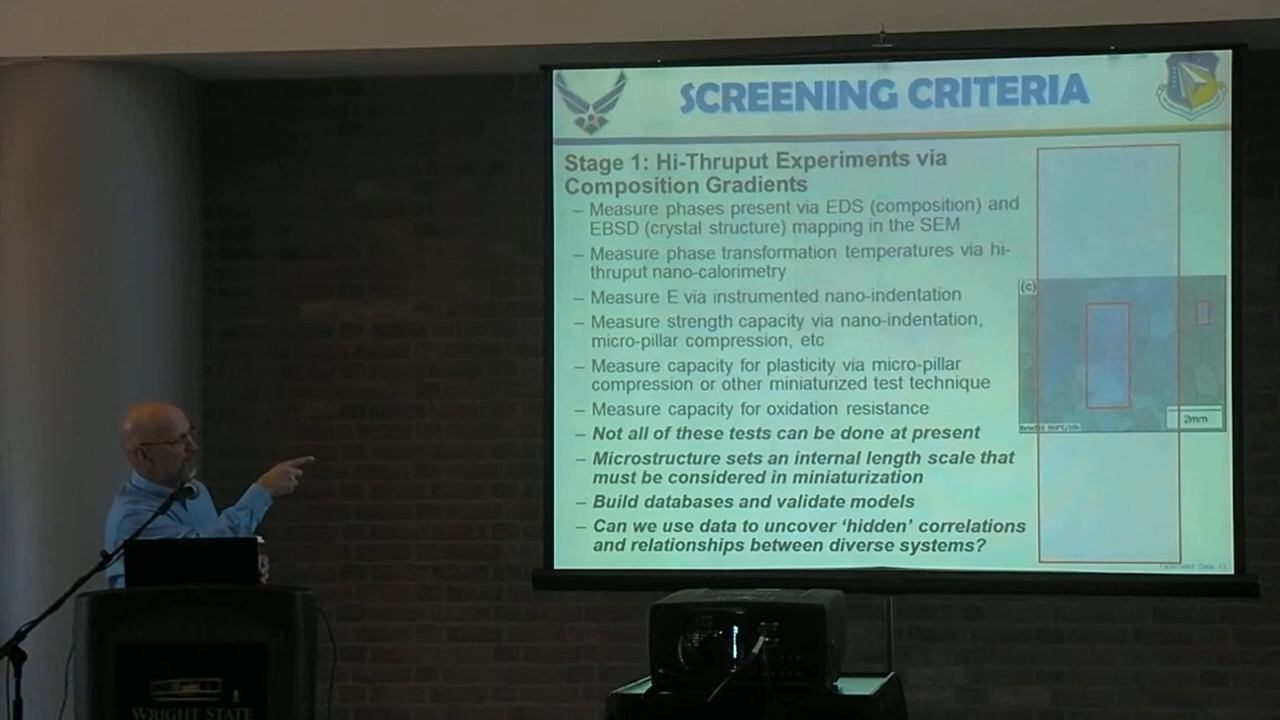 SCREENING CRITERIA
Stage 1: Hi-Thruput Experiments via
Composition Gradients
– Measure phases present via EDS (composition) and
EBSD (crystal structure) mapping in the SEM
– Measure phase transformation temperatures via hi-
thruput nano-calorimetry
– Measure E via instrumented nano-indentation
– Measure strength capacity via nano-indentation,
micro-pillar compression, etc
– Measure capacity for plasticity via micro-pillar
compression or other miniaturized test technique
– Measure capacity for oxidation resistance
– Not all of these tests can be done at present
– Microstructure sets an internal length scale that
must be considered in miniaturization
– Build databases and validate models
– Can we use data to uncover ‘hidden’ correlations
and relationships between diverse systems?
(c)
2mm
WRIGHT STATE